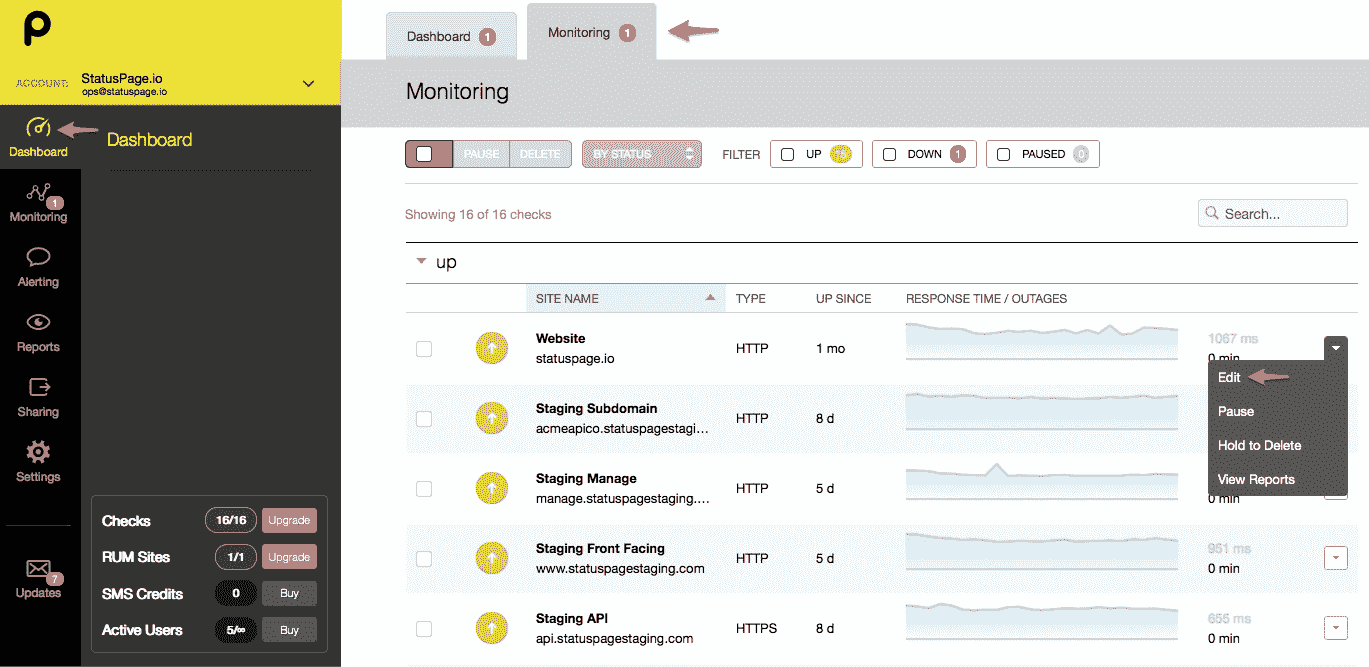 Dashboard 1
Monitoring 1
ACCOUNT: StatusPage.io
ops@statuspage.io
Monitoring
Dashboard
Dashboard
PAUSE DELETE BY STATUS FILTER UP 15 DOWN 1 PAUSED 0
Monitoring 1
Alerting
Reports
Sharing
Settings
Updates 7
Checks 16/16 Upgrade
RUM Sites 1/1 Upgrade
SMS Credits 0 Buy
Active Users 5/∞ Buy
Showing 16 of 16 checks
Search...
up
SITE NAME TYPE UP SINCE RESPONSE TIME / OUTAGES
Website
statuspage.io
HTTP 1 mo 1067 ms
0 min
Edit
Pause
Hold to Delete
View Reports
Staging Subdomain
acmeapico.statuspagestagi...
HTTP 8 d
Staging Manage
manage.statuspagestaging....
HTTP 5 d
0 min
Staging Front Facing
www.statuspagestaging.com
HTTP 5 d 951 ms
0 min
Staging API
api.statuspagestaging.com
HTTPS 8 d 655 ms
0 min